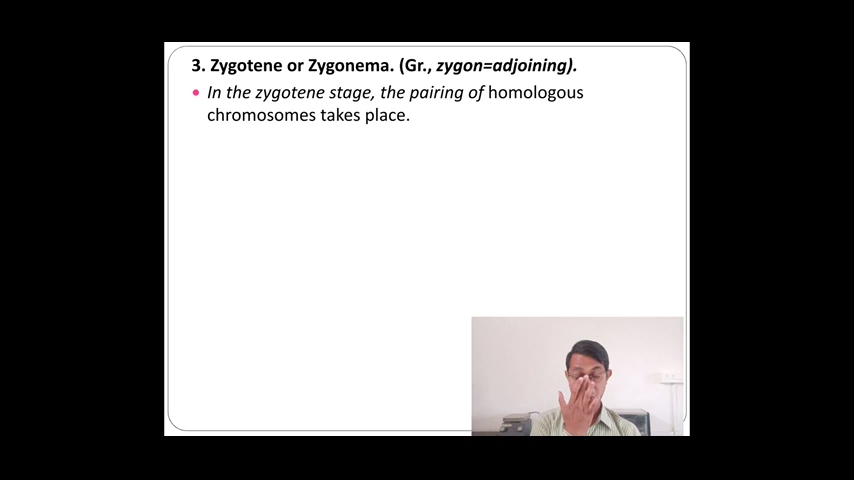 3. Zygotene or Zygonema. (Gr., zygon=adjoining).
• In the zygotene stage, the pairing of homologous
chromosomes takes place.